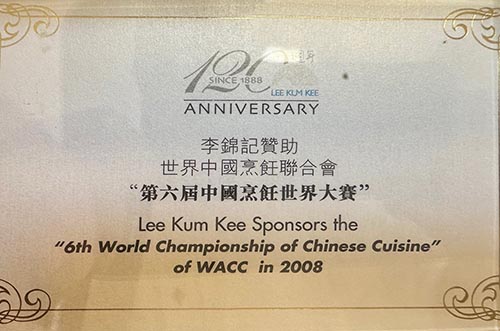 120
SINCE 1888
LEE KUM KEE
ANNIVERSARY
李錦記贊助
世界中國烹飪聯合會
“第六屆中國烹飪世界大賽”
Lee Kum Kee Sponsors the
“6th World Championship of Chinese Cuisine”
of WACC in 2008